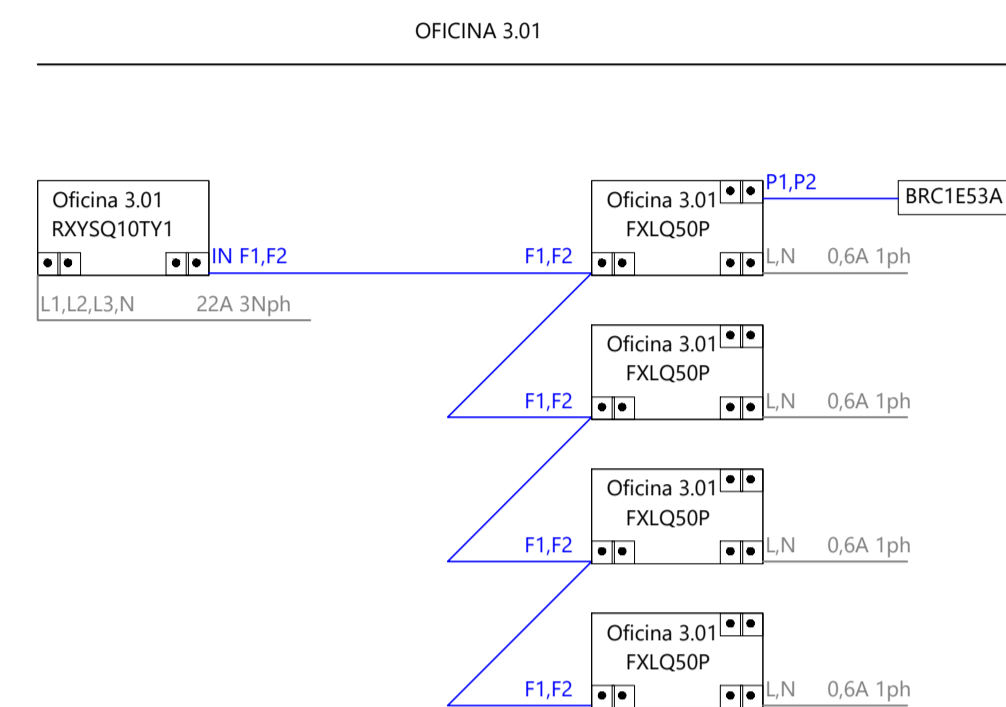 OFICINA 3.01
Oficina 3.01
RXYSQ10TY1
IN F1,F2
L1,L2,L3,N 22A 3Nph
F1,F2
Oficina 3.01
FXLQ50P
P1,P2
BRC1E53A
L,N 0,6A 1ph
F1,F2
Oficina 3.01
FXLQ50P
L,N 0,6A 1ph
F1,F2
Oficina 3.01
FXLQ50P
L,N 0,6A 1ph
F1,F2
Oficina 3.01
FXLQ50P
L,N 0,6A 1ph